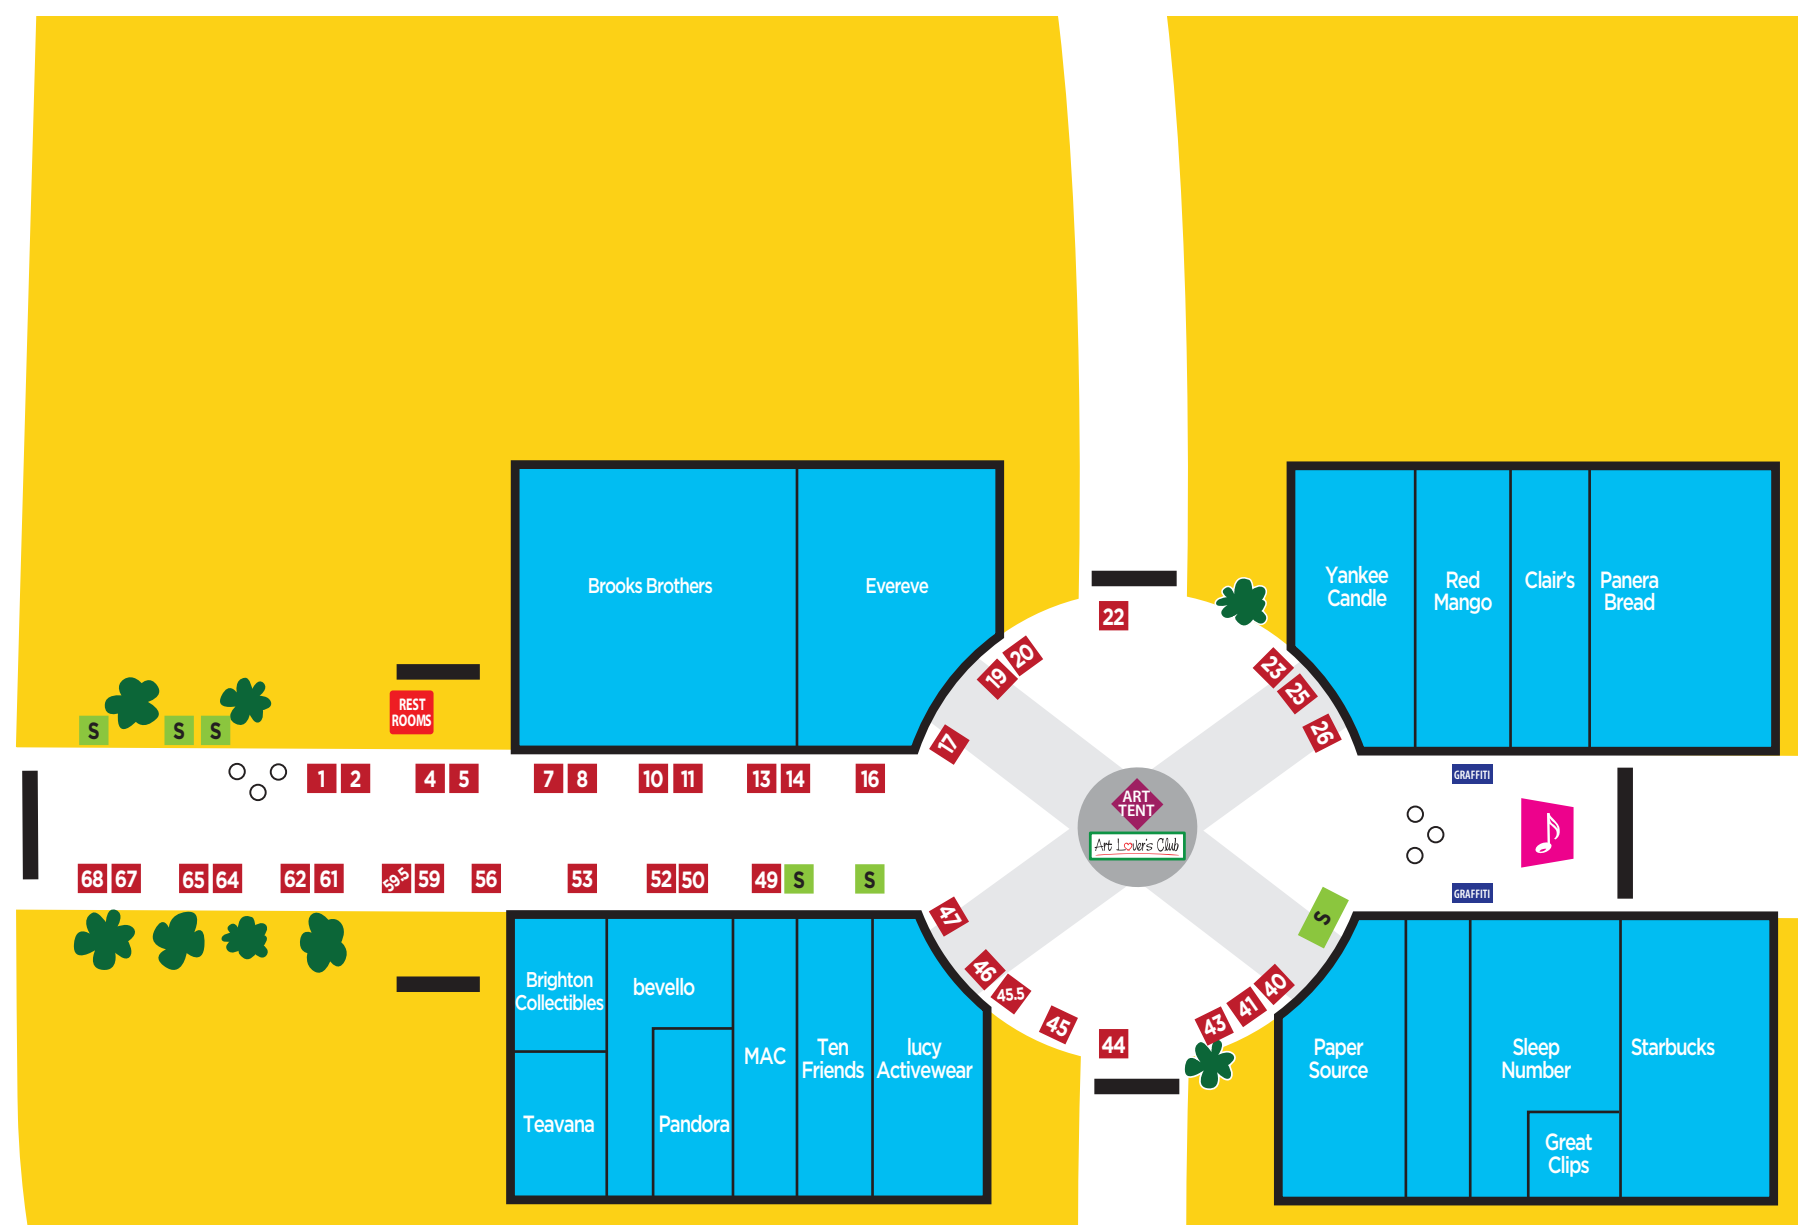 Brooks Brothers
Evereve
Yankee
Candle
Red
Mango
Clair's
Panera
Bread
22
20
19
17
23
25
26
REST
ROOMS
S
S
S
1
2
4
5
7
8
10
11
13
14
16
ART
TENT
Art Lover's Club
GRAFFITI
GRAFFITI
68
67
65
64
62
61
59.5
59
56
53
52
50
49
S
S
47
46
45.5
45
44
43
41
40
S
Brighton
Collectibles
bevello
Teavana
Pandora
MAC
Ten
Friends
lucy
Activewear
Paper
Source
Sleep
Number
Great
Clips
Starbucks